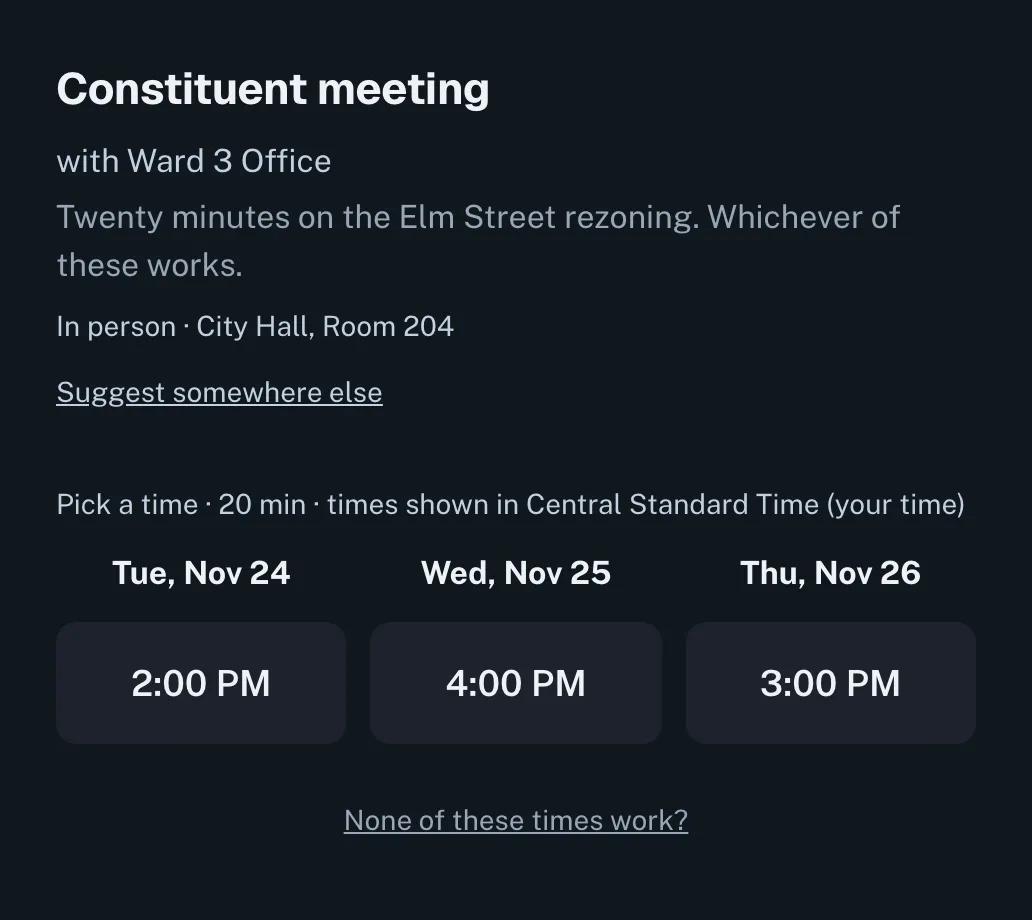 Constituent meeting
with Ward 3 Office
Twenty minutes on the Elm Street rezoning. Whichever of
these works.
In person · City Hall, Room 204
Suggest somewhere else
Pick a time · 20 min · times shown in Central Standard Time (your time)
Tue, Nov 24
Wed, Nov 25
Thu, Nov 26
2:00 PM
4:00 PM
3:00 PM
None of these times work?